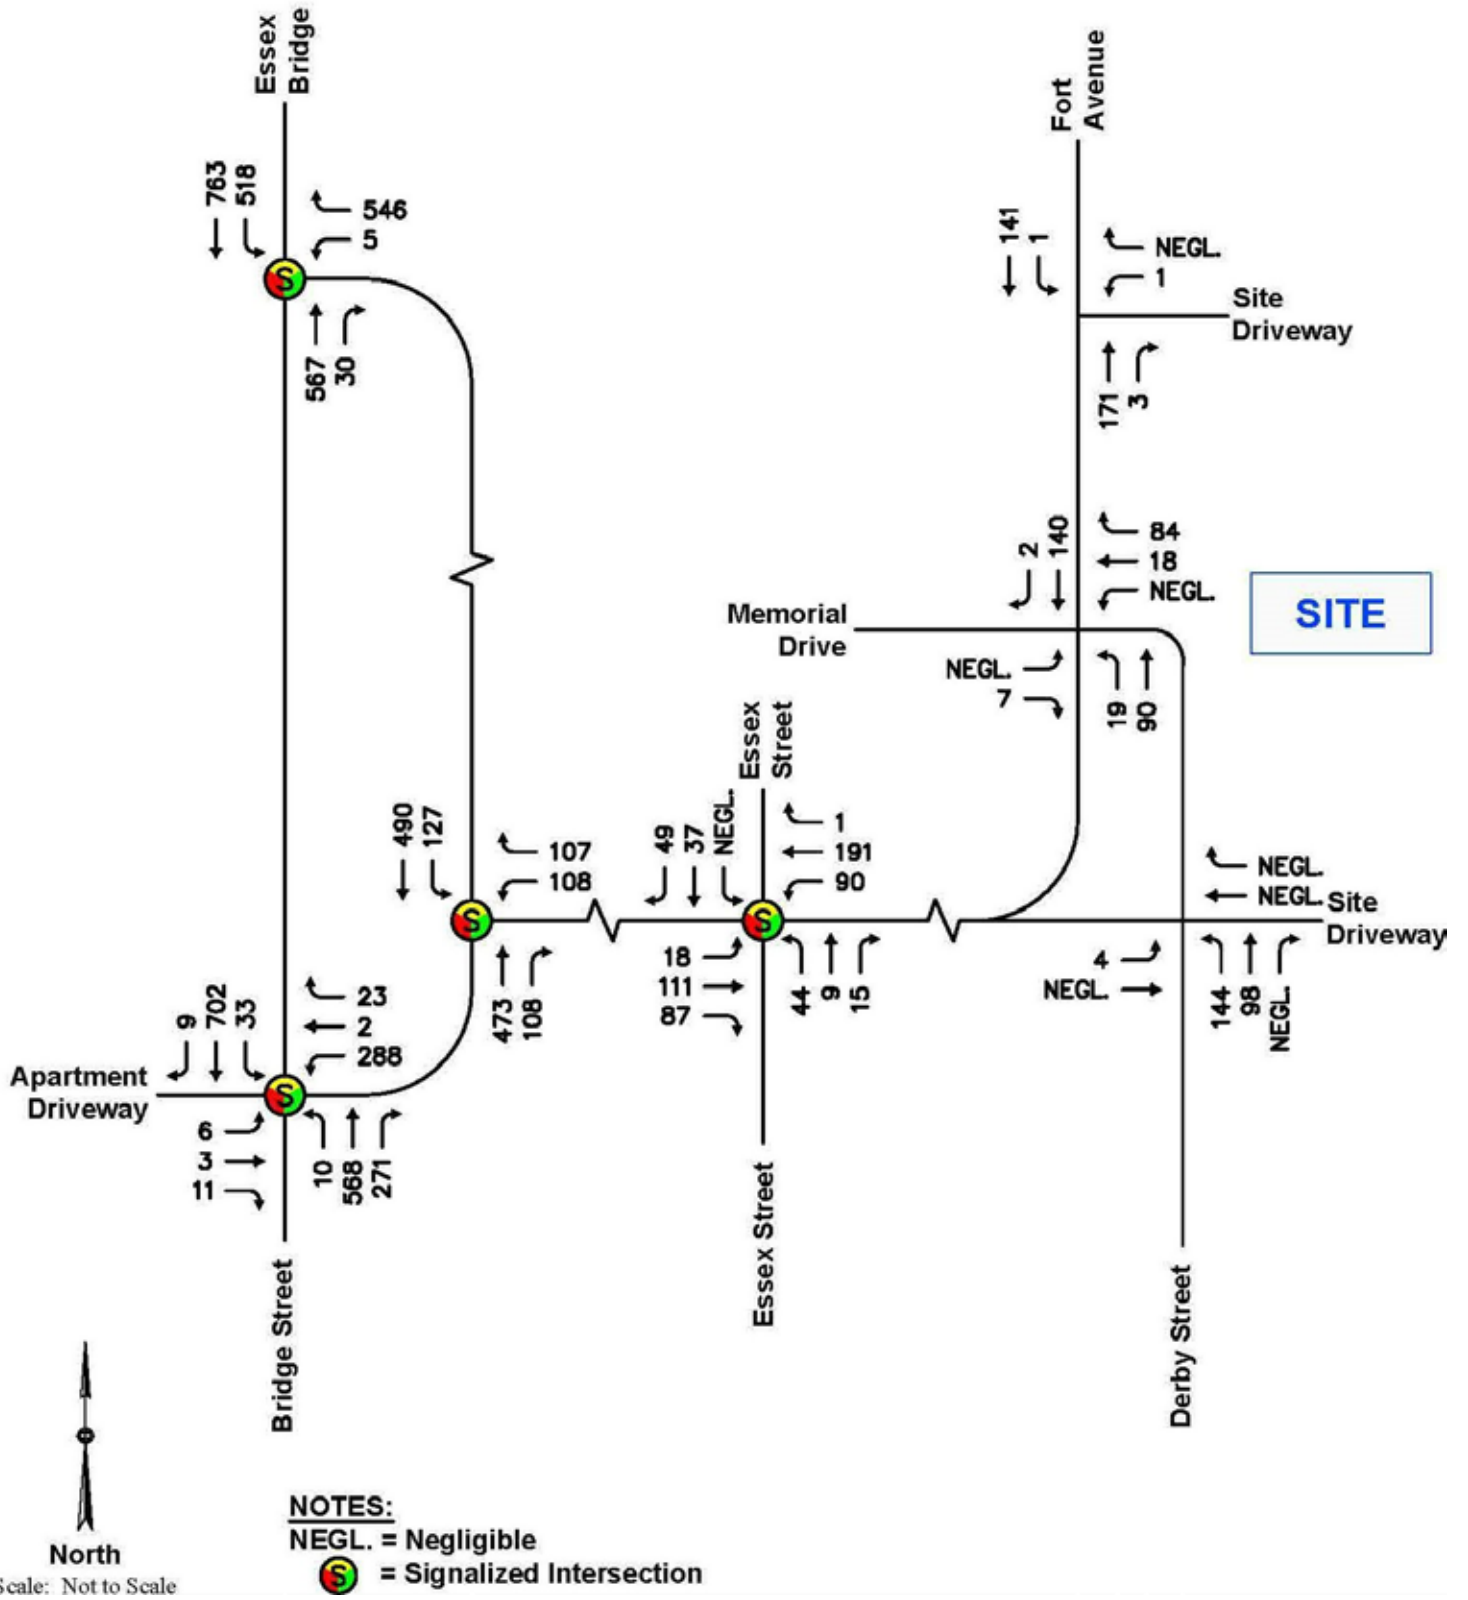 Essex
Bridge
Fort
Avenue
763
518
546
5
567
30
141
1
NEGL.
1
Site
Driveway
171
3
2
140
84
18
NEGL.
SITE
Memorial
Drive
NEGL.
7
19
90
Essex
Street
490
127
107
108
49
37
NEGL.
1
191
90
NEGL.
NEGL.
Site
Driveway
473
108
18
111
87
44
9
15
4
NEGL.
144
98
NEGL.
9
702
33
23
2
288
Apartment
Driveway
6
3
11
10
568
271
Bridge Street
Essex Street
Derby Street
S
S
S
S
North
Scale: Not to Scale
NOTES:
NEGL. = Negligible
S = Signalized Intersection